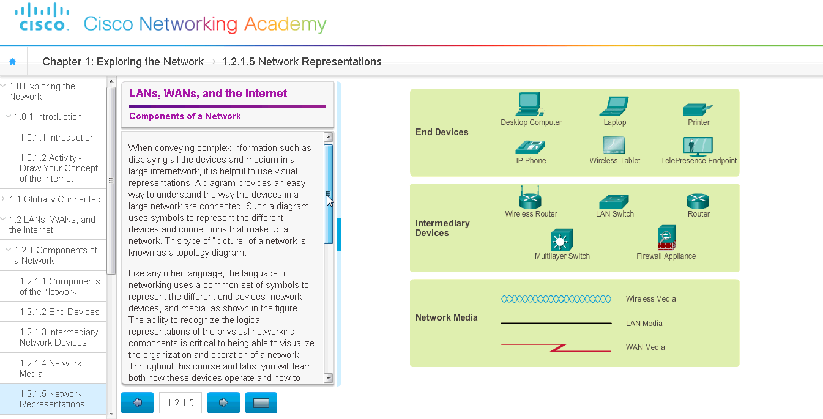 cisco.
Cisco Networking Academy
Chapter 1: Exploring the Network
1.2.1.5 Network Representations
1.0 Exploring the
Network
1.0.1 Introduction
1.0.1.1 Introduction
1.0.1.2 Activity -
Draw Your Concept
of the Internet
1.1 Globally Connected
1.2 LANs, WANs, and
the Internet
1.2.1 Components of
a Network
1.2.1.1 Components
of the Network
1.2.1.2 End Devices
1.2.1.3 Intermediary
Network Devices
1.2.1.4 Network
Media
1.2.1.5 Network
Representations
LANs, WANs, and the Internet
Components of a Network
When conveying complex information such as
displaying all the devices and medium in a
large internetwork, it is helpful to use visual
representations. A diagram provides an easy
way to understand the way the devices in a
large network are connected. Such a diagram
uses symbols to represent the different
devices and connections that make up a
network. This type of "picture" of a network is
known as a topology diagram.
Like any other language, the language of
networking uses a common set of symbols to
represent the different end devices, network
devices, and media, as shown in the figure.
The ability to recognize the logical
representations of the physical networking
components is critical to being able to visualize
the organization and operation of a network.
Throughout this course and labs, you will learn
both how these devices operate and how to
1.2.1.5
End Devices
Desktop Computer
Laptop
Printer
IP Phone
Wireless Tablet
TelePresence Endpoint
Intermediary
Devices
Wireless Router
LAN Switch
Router
Multilayer Switch
Firewall Appliance
Network Media
Wireless Media
LAN Media
WAN Media